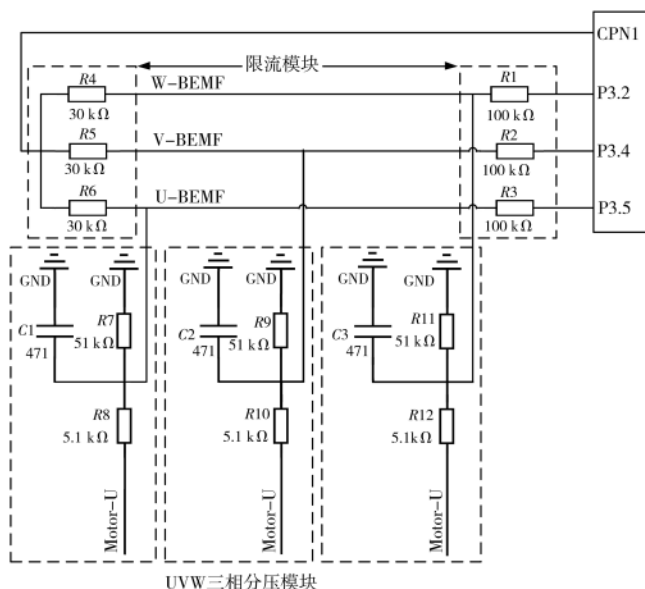 CPN1
限流模块
R4
W-BEMF
R1
P3.2
30 kΩ
100 kΩ
R5
V-BEMF
R2
P3.4
30 kΩ
100 kΩ
R6
U-BEMF
R3
P3.5
30 kΩ
100 kΩ
GND
GND
GND
GND
GND
GND
C1
471
R7
51 kΩ
C2
471
R9
51 kΩ
C3
471
R11
51 kΩ
R8
5.1 kΩ
R10
5.1 kΩ
R12
5.1kΩ
Motor-U
Motor-U
Motor-U
UVW三相分压模块